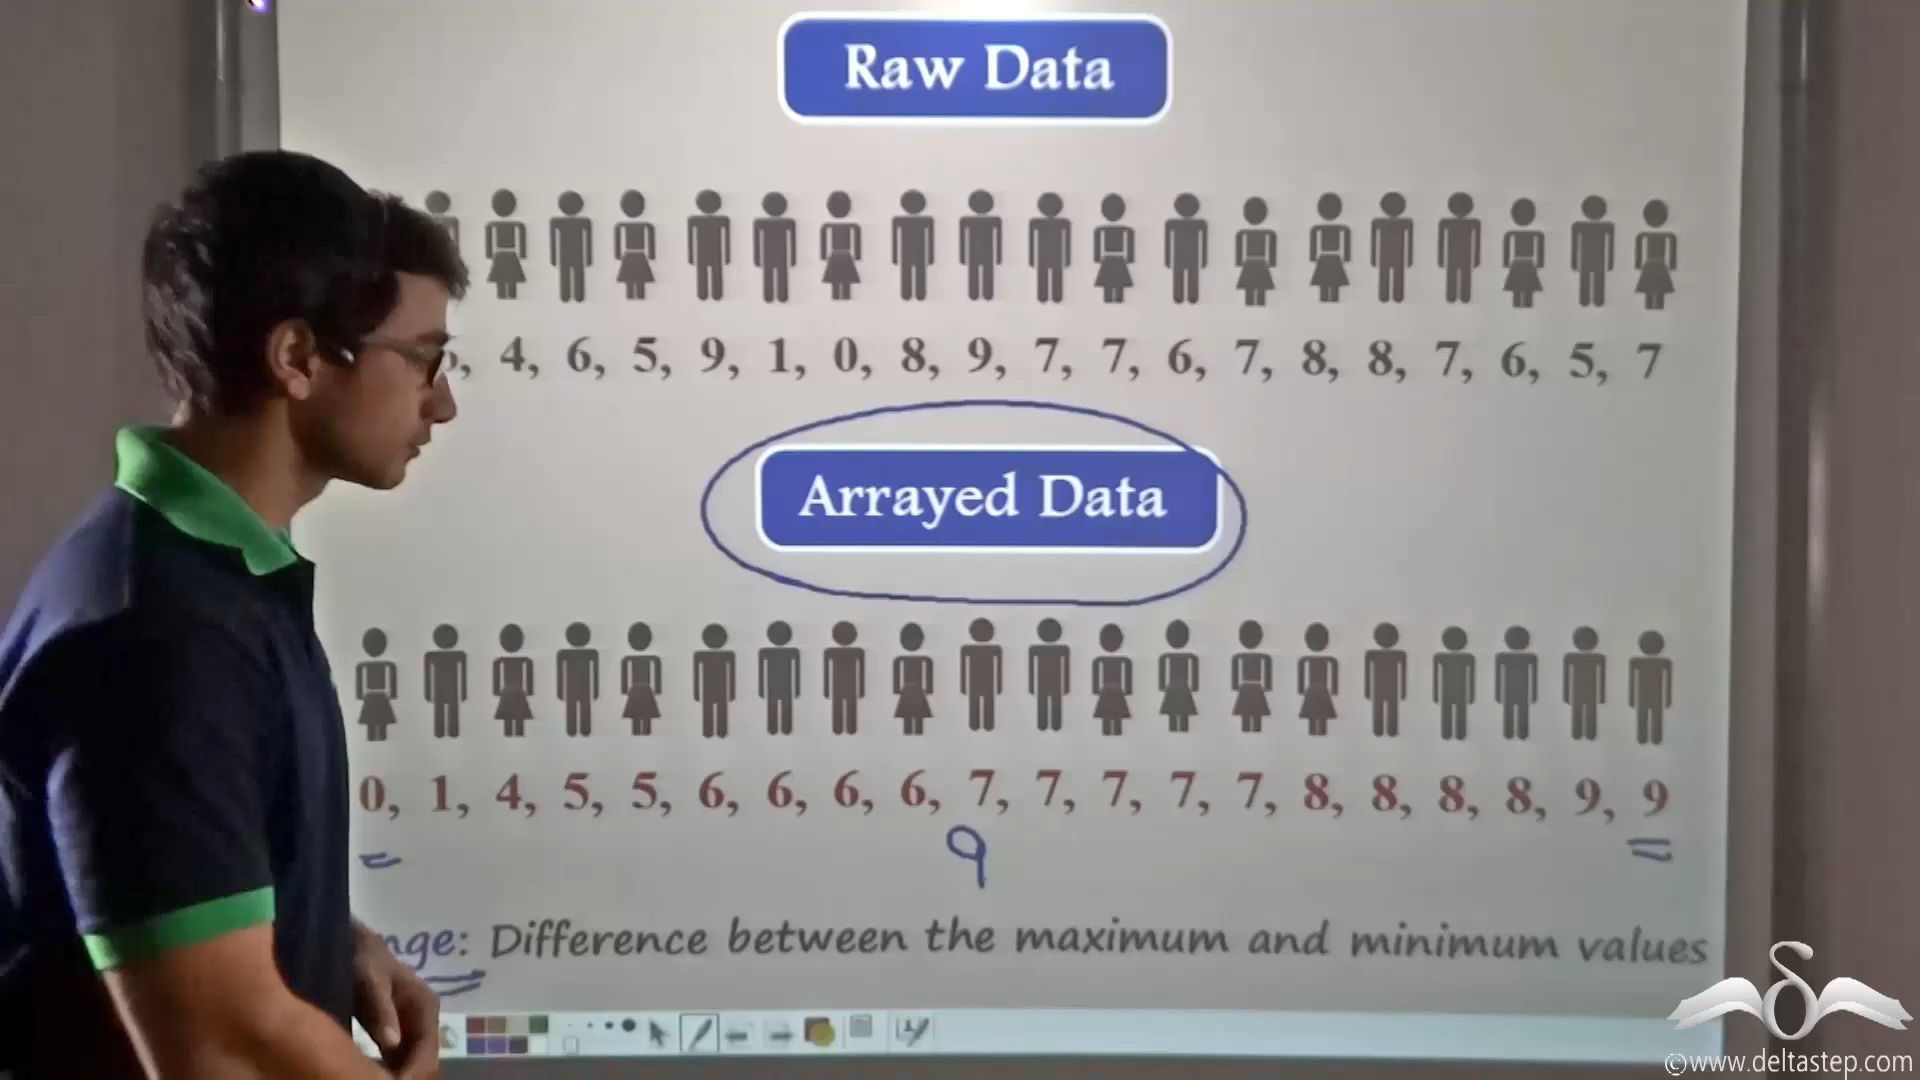 Raw Data
4, 6, 5, 9, 1, 0, 8, 9, 7, 7, 6, 7, 8, 8, 7, 6, 5, 7
Arrayed Data
0, 1, 4, 5, 5, 6, 6, 6, 6, 7, 7, 7, 7, 7, 8, 8, 8, 8, 9, 9
9
Difference between the maximum and minimum values
©www.deltastep.com